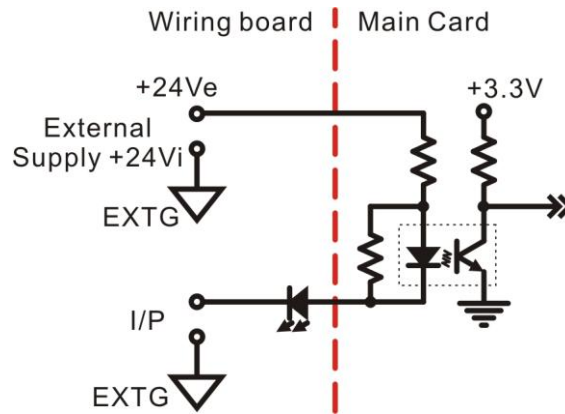 Wiring board
Main Card
+24Ve
+3.3V
External
Supply +24Vi
EXTG
I/P
EXTG